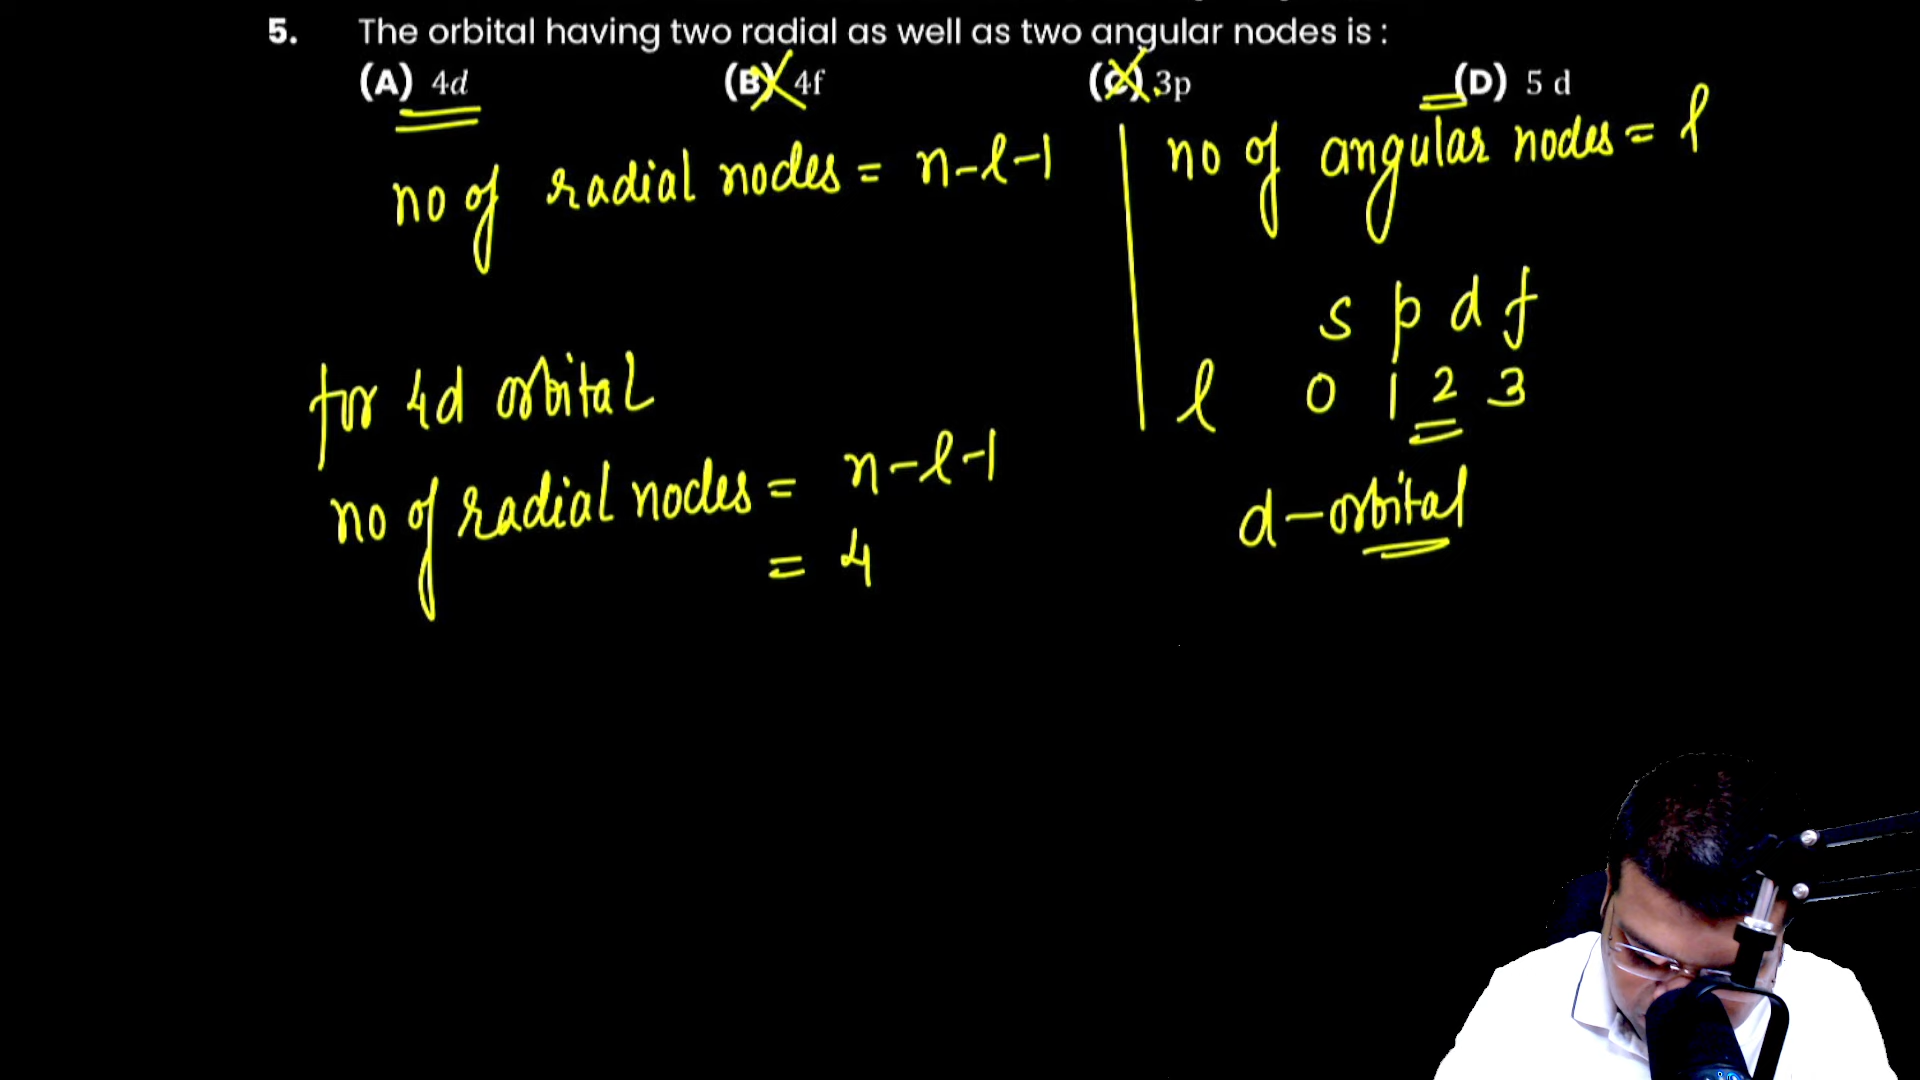 5. The orbital having two radial as well as two angular nodes is :
(A) 4d (B) 4f (C) 3p (D) 5 d
no of radial nodes = n-l-1
no of angular nodes = l
s p d f
l 0 1 2 3
d-orbital
for 4d orbital
no of radial nodes = n-l-1
= 4